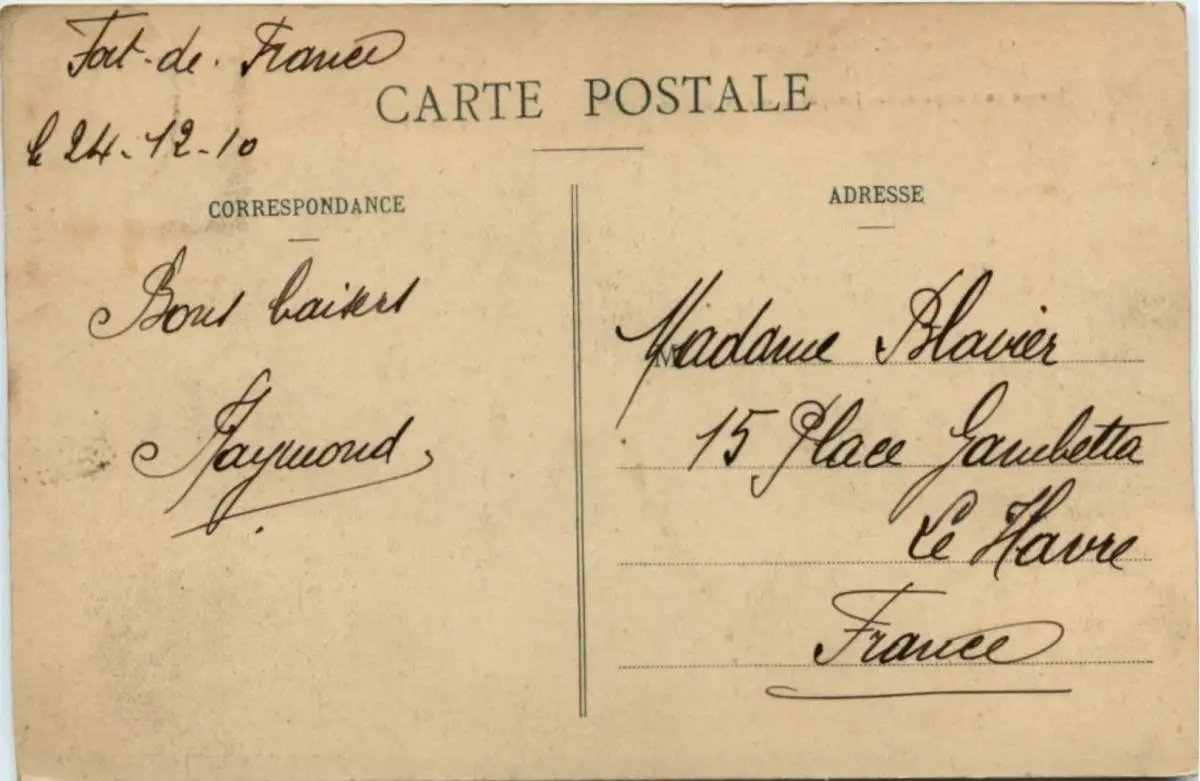 Fort-de-France
CARTE POSTALE
le 24-12-10
CORRESPONDANCE
ADRESSE
Bons baisers
Raymond
M
Madame Blavier
15 Place Gambetta
Le Havre
France